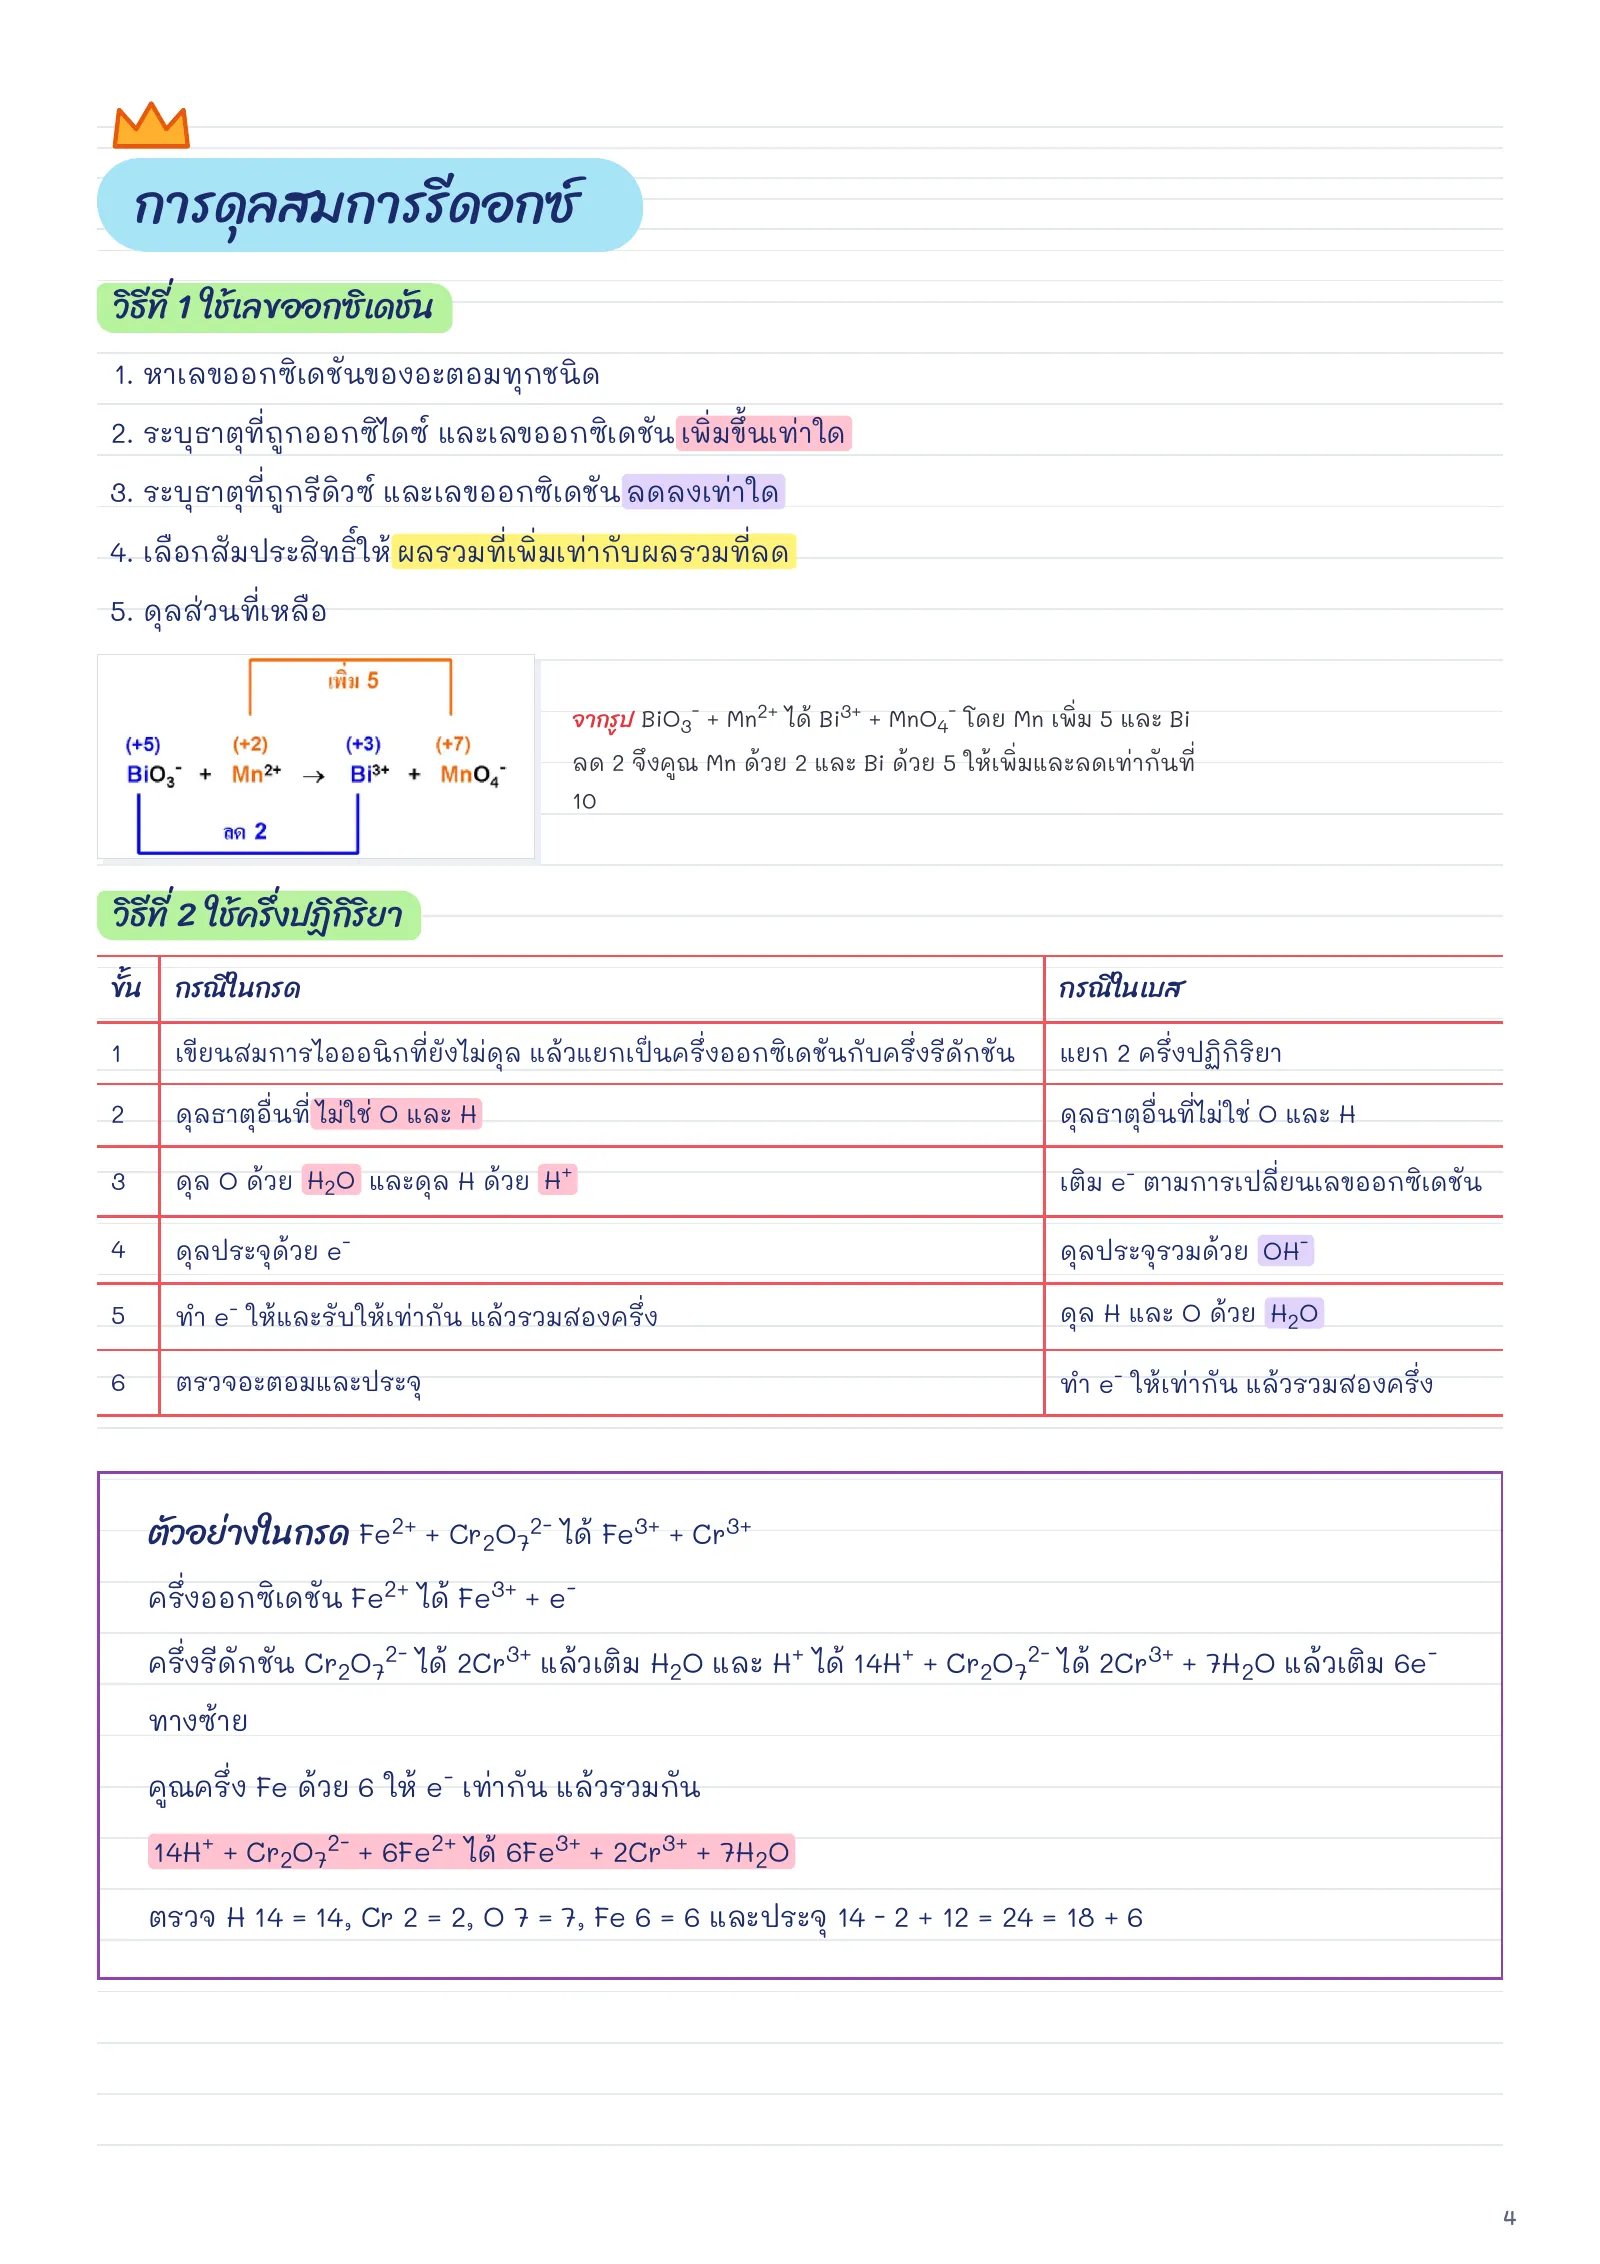 การดุลสมการรีดอกซ์
วิธีที่ 1 ใช้เลขออกซิเดชัน
1. หาเลขออกซิเดชันของอะตอมทุกชนิด
2. ระบุธาตุที่ถูกออกซิไดซ์ และเลขออกซิเดชันเพิ่มขึ้นเท่าใด
3. ระบุธาตุที่ถูกรีดิวซ์ และเลขออกซิเดชันลดลงเท่าใด
4. เลือกสัมประสิทธิ์ให้ผลรวมที่เพิ่มเท่ากับผลรวมที่ลด
5. ดุลส่วนที่เหลือ
เพิ่ม 5
(+5) (+2) (+3) (+7)
BiO₃⁻ + Mn²⁺ → Bi³⁺ + MnO₄⁻
ลด 2
จากรูป BiO₃⁻ + Mn²⁺ ได้ Bi³⁺ + MnO₄⁻ โดย Mn เพิ่ม 5 และ Bi
ลด 2 จึงคูณ Mn ด้วย 2 และ Bi ด้วย 5 ให้เพิ่มและลดเท่ากันที่
10
วิธีที่ 2 ใช้ครึ่งปฏิกิริยา
ขั้น กรณีในกรด กรณีในเบส
1 เขียนสมการไอออนิกที่ยังไม่ดุล แล้วแยกเป็นครึ่งออกซิเดชันกับครึ่งรีดักชัน แยก 2 ครึ่งปฏิกิริยา
2 ดุลธาตุอื่นที่ไม่ใช่ O และ H ดุลธาตุอื่นที่ไม่ใช่ O และ H
3 ดุล O ด้วย H₂O และดุล H ด้วย H⁺ เติม e⁻ ตามการเปลี่ยนเลขออกซิเดชัน
4 ดุลประจุด้วย e⁻ ดุลประจุรวมด้วย OH⁻
5 ทำ e⁻ ให้และรับให้เท่ากัน แล้วรวมสองครึ่ง ดุล H และ O ด้วย H₂O
6 ตรวจอะตอมและประจุ ทำ e⁻ ให้เท่ากัน แล้วรวมสองครึ่ง
ตัวอย่างในกรด Fe²⁺ + Cr₂O₇²⁻ ได้ Fe³⁺ + Cr³⁺
ครึ่งออกซิเดชัน Fe²⁺ ได้ Fe³⁺ + e⁻
ครึ่งรีดักชัน Cr₂O₇²⁻ ได้ 2Cr³⁺ แล้วเติม H₂O และ H⁺ ได้ 14H⁺ + Cr₂O₇²⁻ ได้ 2Cr³⁺ + 7H₂O แล้วเติม 6e⁻
ทางซ้าย
คูณครึ่ง Fe ด้วย 6 ให้ e⁻ เท่ากัน แล้วรวมกัน
14H⁺ + Cr₂O₇²⁻ + 6Fe²⁺ ได้ 6Fe³⁺ + 2Cr³⁺ + 7H₂O
ตรวจ H 14 = 14, Cr 2 = 2, O 7 = 7, Fe 6 = 6 และประจุ 14 - 2 + 12 = 24 = 18 + 6
4